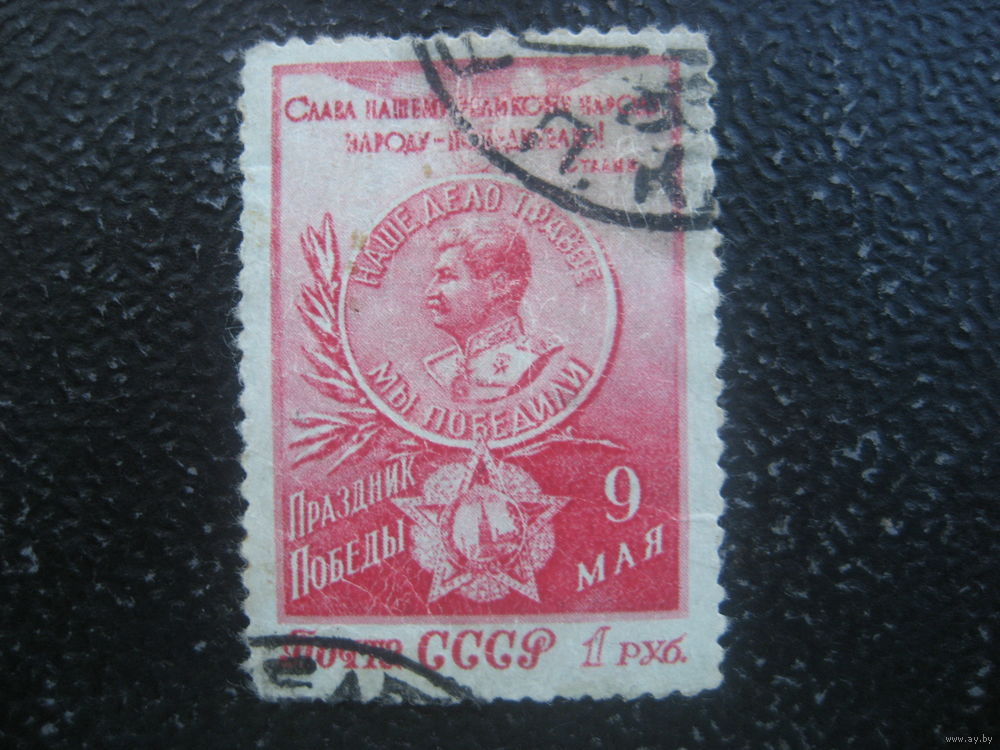 СЛАВА НАШЕМУ ВЕЛИКОМУ НАРОДУ,
НАРОДУ-ПОБЕДИТЕЛЮ!
СТАЛИН
НАШЕ ДЕЛО ПРАВОЕ
МЫ ПОБЕДИЛИ
ПРАЗДНИК
ПОБЕДЫ
9
МАЯ
ПОЧТА СССР 1 РУБ.
www.ay.by